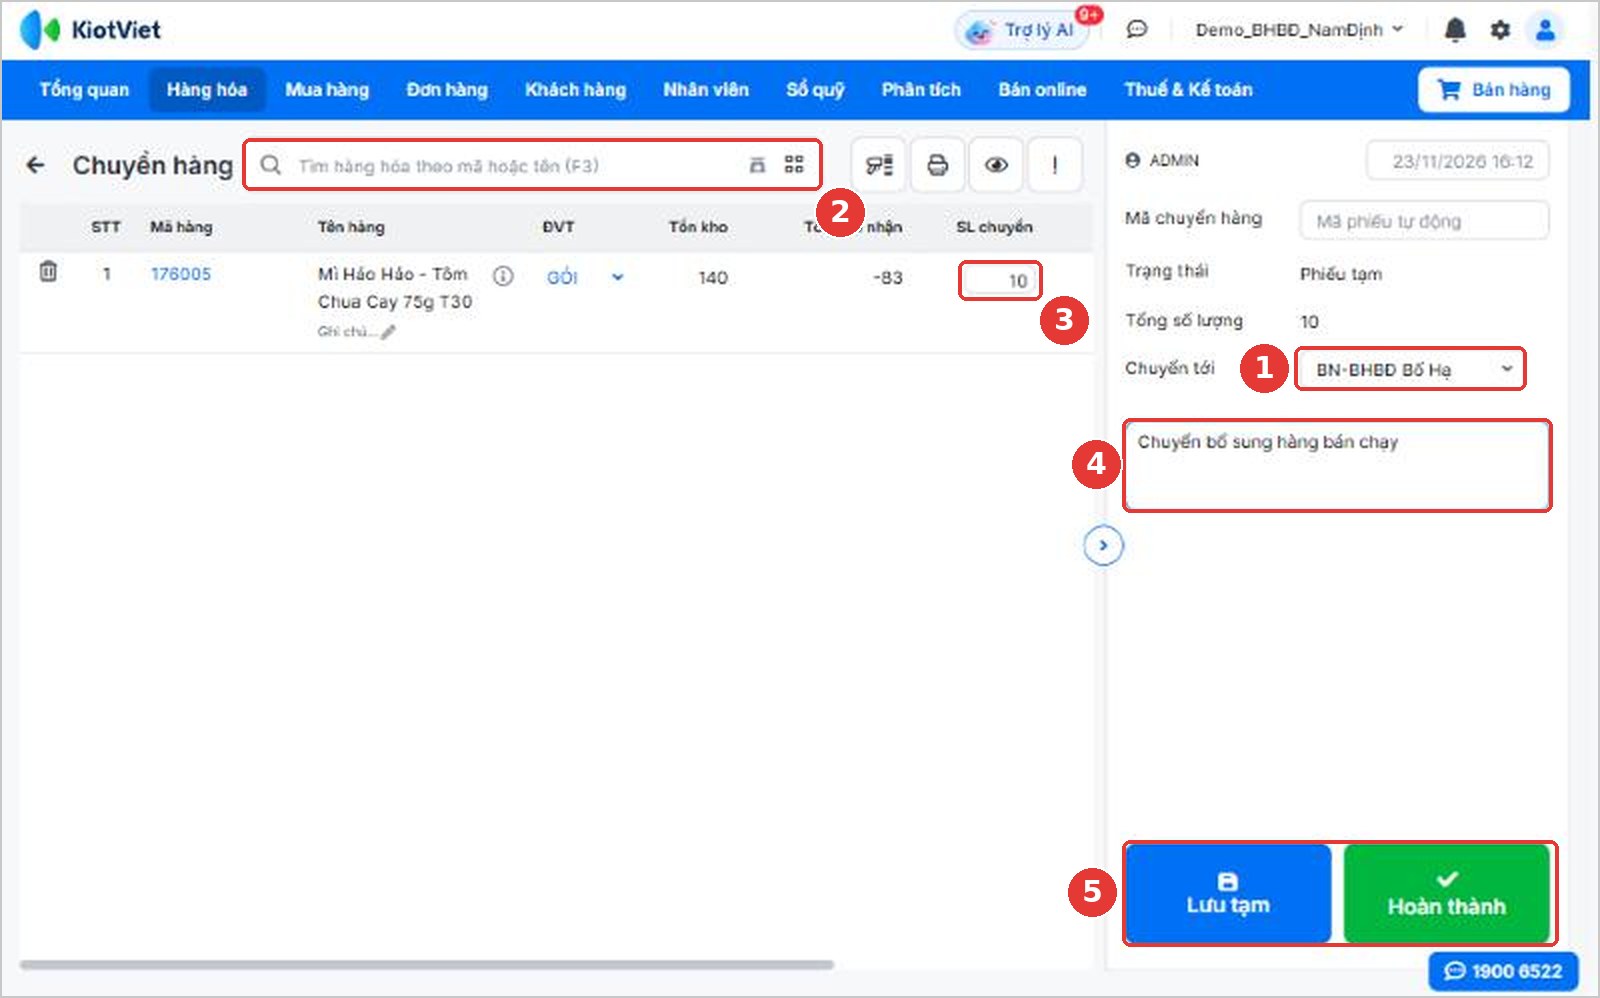 KiotViet
Trợ lý AI
9+
Demo_BHBĐ_NamĐịnh
Tổng quan
Hàng hóa
Mua hàng
Đơn hàng
Khách hàng
Nhân viên
Sổ quỹ
Phân tích
Bán online
Thuế & Kế toán
Bán hàng
Chuyển hàng
Tìm hàng hóa theo mã hoặc tên (F3)
2
STT
Mã hàng
Tên hàng
ĐVT
Tồn kho
nhận
SL chuyển
1
176005
Mì Hảo Hảo - Tôm
Chua Cay 75g T30
Ghi chú...
GÓI
140
-83
10
3
ADMIN
23/11/2026 16:12
Mã chuyển hàng
Mã phiếu tự động
Trạng thái
Phiếu tạm
Tổng số lượng
10
Chuyển tới
1
BN-BHBĐ Bố Hạ
4
Chuyển bổ sung hàng bán chạy
5
Lưu tạm
Hoàn thành
1900 6522